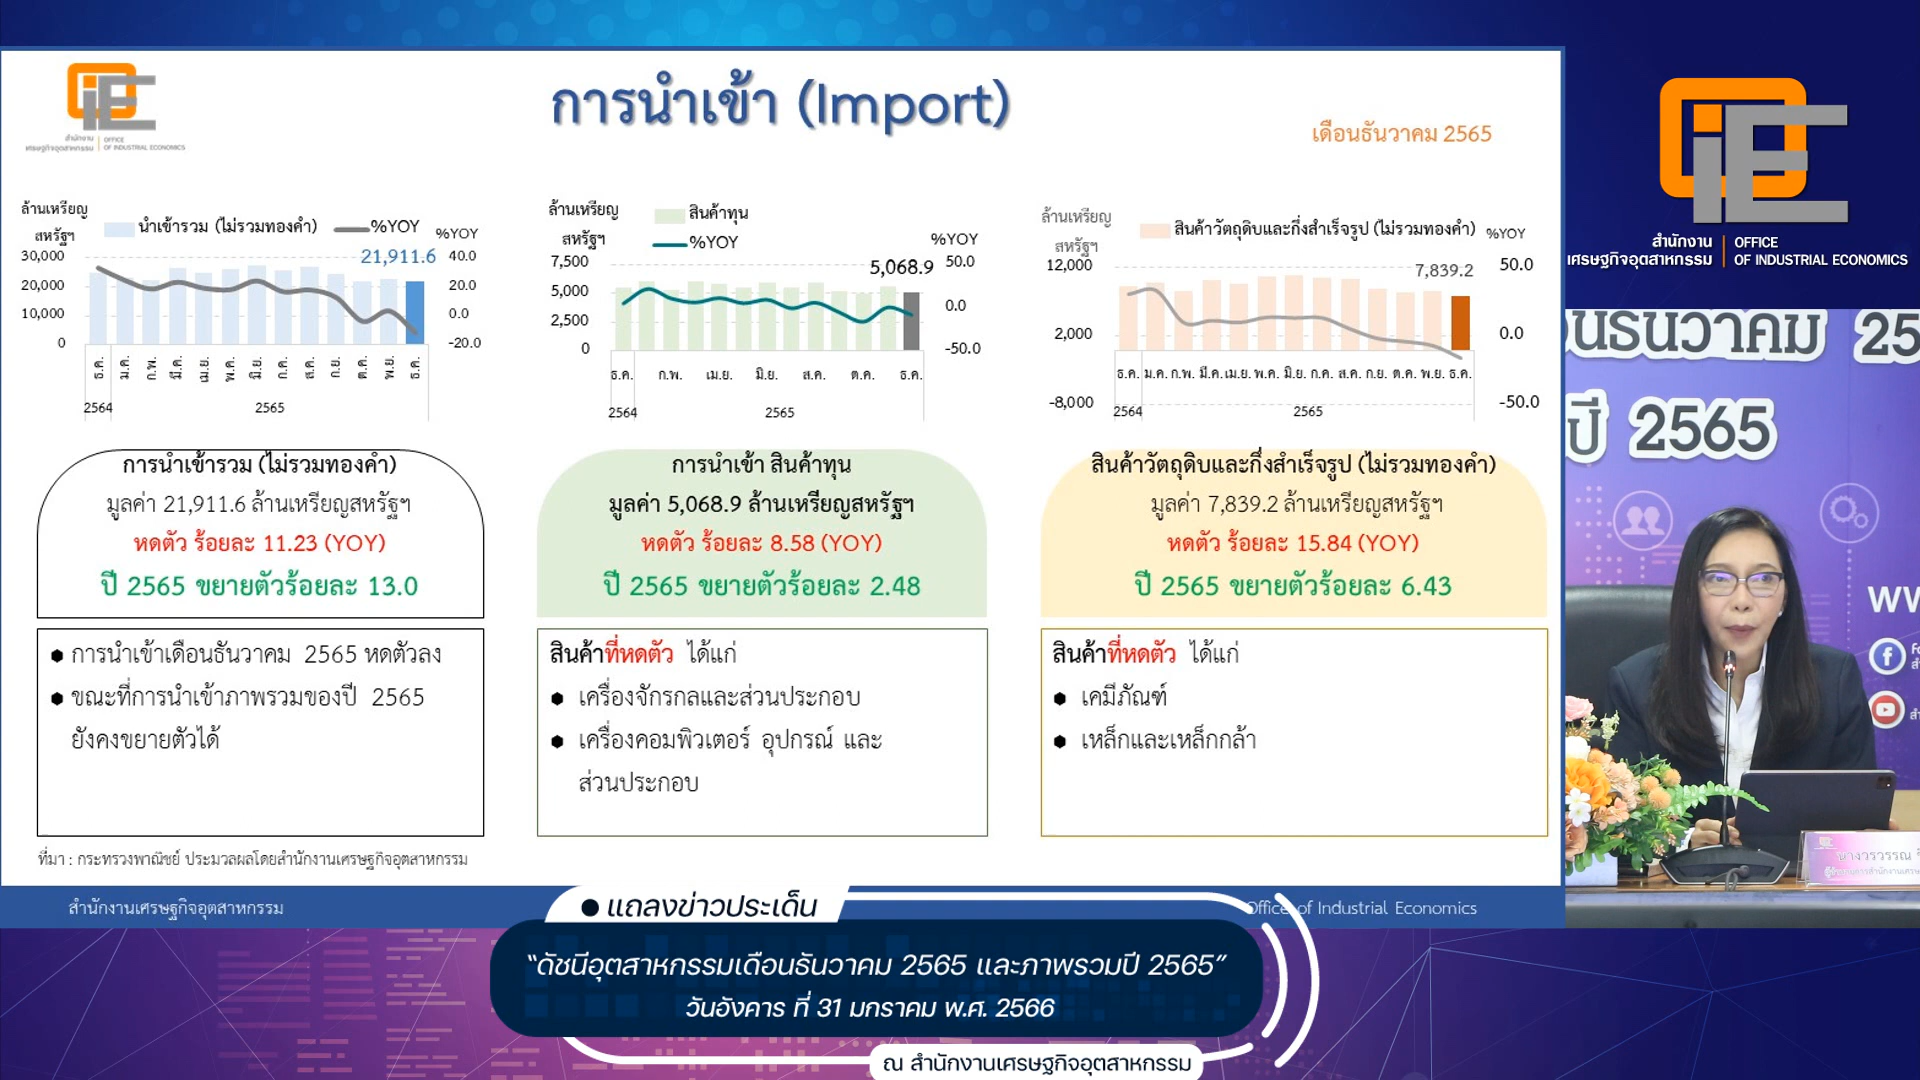 สำนักงาน
เศรษฐกิจอุตสาหกรรม
OFFICE
OF INDUSTRIAL ECONOMICS
การนำเข้า (Import)
เดือนธันวาคม 2565
ล้านเหรียญ
สหรัฐฯ
นำเข้ารวม (ไม่รวมทองคำ)
%YOY
%YOY
30,000
20,000
10,000
0
21,911.6
40.0
20.0
0.0
-20.0
ธ.ค. ม.ค. ก.พ. มี.ค. เม.ย. พ.ค. มิ.ย. ก.ค. ส.ค. ก.ย. ต.ค. พ.ย. ธ.ค.
2564 2565
ล้านเหรียญ
สหรัฐฯ
สินค้าทุน
%YOY
%YOY
7,500
5,000
2,500
0
5,068.9
50.0
0.0
-50.0
ธ.ค. ก.พ. เม.ย. มิ.ย. ส.ค. ต.ค. ธ.ค.
2564 2565
ล้านเหรียญ
สหรัฐฯ
สินค้าวัตถุดิบและกึ่งสำเร็จรูป (ไม่รวมทองคำ)
%YOY
12,000
2,000
-8,000
7,839.2
50.0
0.0
-50.0
ธ.ค. ม.ค. ก.พ. มี.ค. เม.ย. พ.ค. มิ.ย. ก.ค. ส.ค. ก.ย. ต.ค. พ.ย. ธ.ค.
2564 2565
การนำเข้ารวม (ไม่รวมทองคำ)
มูลค่า 21,911.6 ล้านเหรียญสหรัฐฯ
หดตัว ร้อยละ 11.23 (YOY)
ปี 2565 ขยายตัวร้อยละ 13.0
● การนำเข้าเดือนธันวาคม 2565 หดตัวลง
● ขณะที่การนำเข้าภาพรวมของปี 2565
ยังคงขยายตัวได้
การนำเข้า สินค้าทุน
มูลค่า 5,068.9 ล้านเหรียญสหรัฐฯ
หดตัว ร้อยละ 8.58 (YOY)
ปี 2565 ขยายตัวร้อยละ 2.48
สินค้าที่หดตัว ได้แก่
● เครื่องจักรกลและส่วนประกอบ
● เครื่องคอมพิวเตอร์ อุปกรณ์ และ
ส่วนประกอบ
สินค้าวัตถุดิบและกึ่งสำเร็จรูป (ไม่รวมทองคำ)
มูลค่า 7,839.2 ล้านเหรียญสหรัฐฯ
หดตัว ร้อยละ 15.84 (YOY)
ปี 2565 ขยายตัวร้อยละ 6.43
สินค้าที่หดตัว ได้แก่
● เคมีภัณฑ์
● เหล็กและเหล็กกล้า
ที่มา : กระทรวงพาณิชย์ ประมวลผลโดยสำนักงานเศรษฐกิจอุตสาหกรรม
สำนักงานเศรษฐกิจอุตสาหกรรม
Office of Industrial Economics
สำนักงาน
เศรษฐกิจอุตสาหกรรม
OFFICE
OF INDUSTRIAL ECONOMICS
นธันวาคม 25
ปี 2565
นางวรวรรณ
● แถลงข่าวประเด็น
“ดัชนีอุตสาหกรรมเดือนธันวาคม 2565 และภาพรวมปี 2565”
วันอังคาร ที่ 31 มกราคม พ.ศ. 2566
ณ สำนักงานเศรษฐกิจอุตสาหกรรม